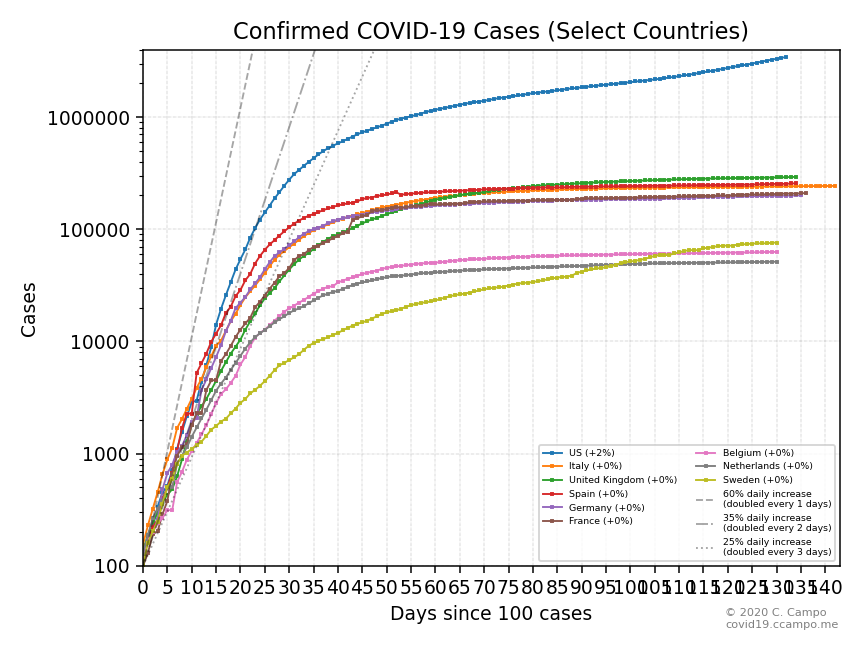 Confirmed COVID-19 Cases (Select Countries)
Cases
1000000
100000
10000
1000
100
US (+2%)
Italy (+0%)
United Kingdom (+0%)
Spain (+0%)
Germany (+0%)
France (+0%)
Belgium (+0%)
Netherlands (+0%)
Sweden (+0%)
60% daily increase
(doubled every 1 days)
35% daily increase
(doubled every 2 days)
25% daily increase
(doubled every 3 days)
0 5 10 15 20 25 30 35 40 45 50 55 60 65 70 75 80 85 90 95 100 105 110 115 120 125 130 135 140
Days since 100 cases
© 2020 C. Campo
covid19.ccampo.me